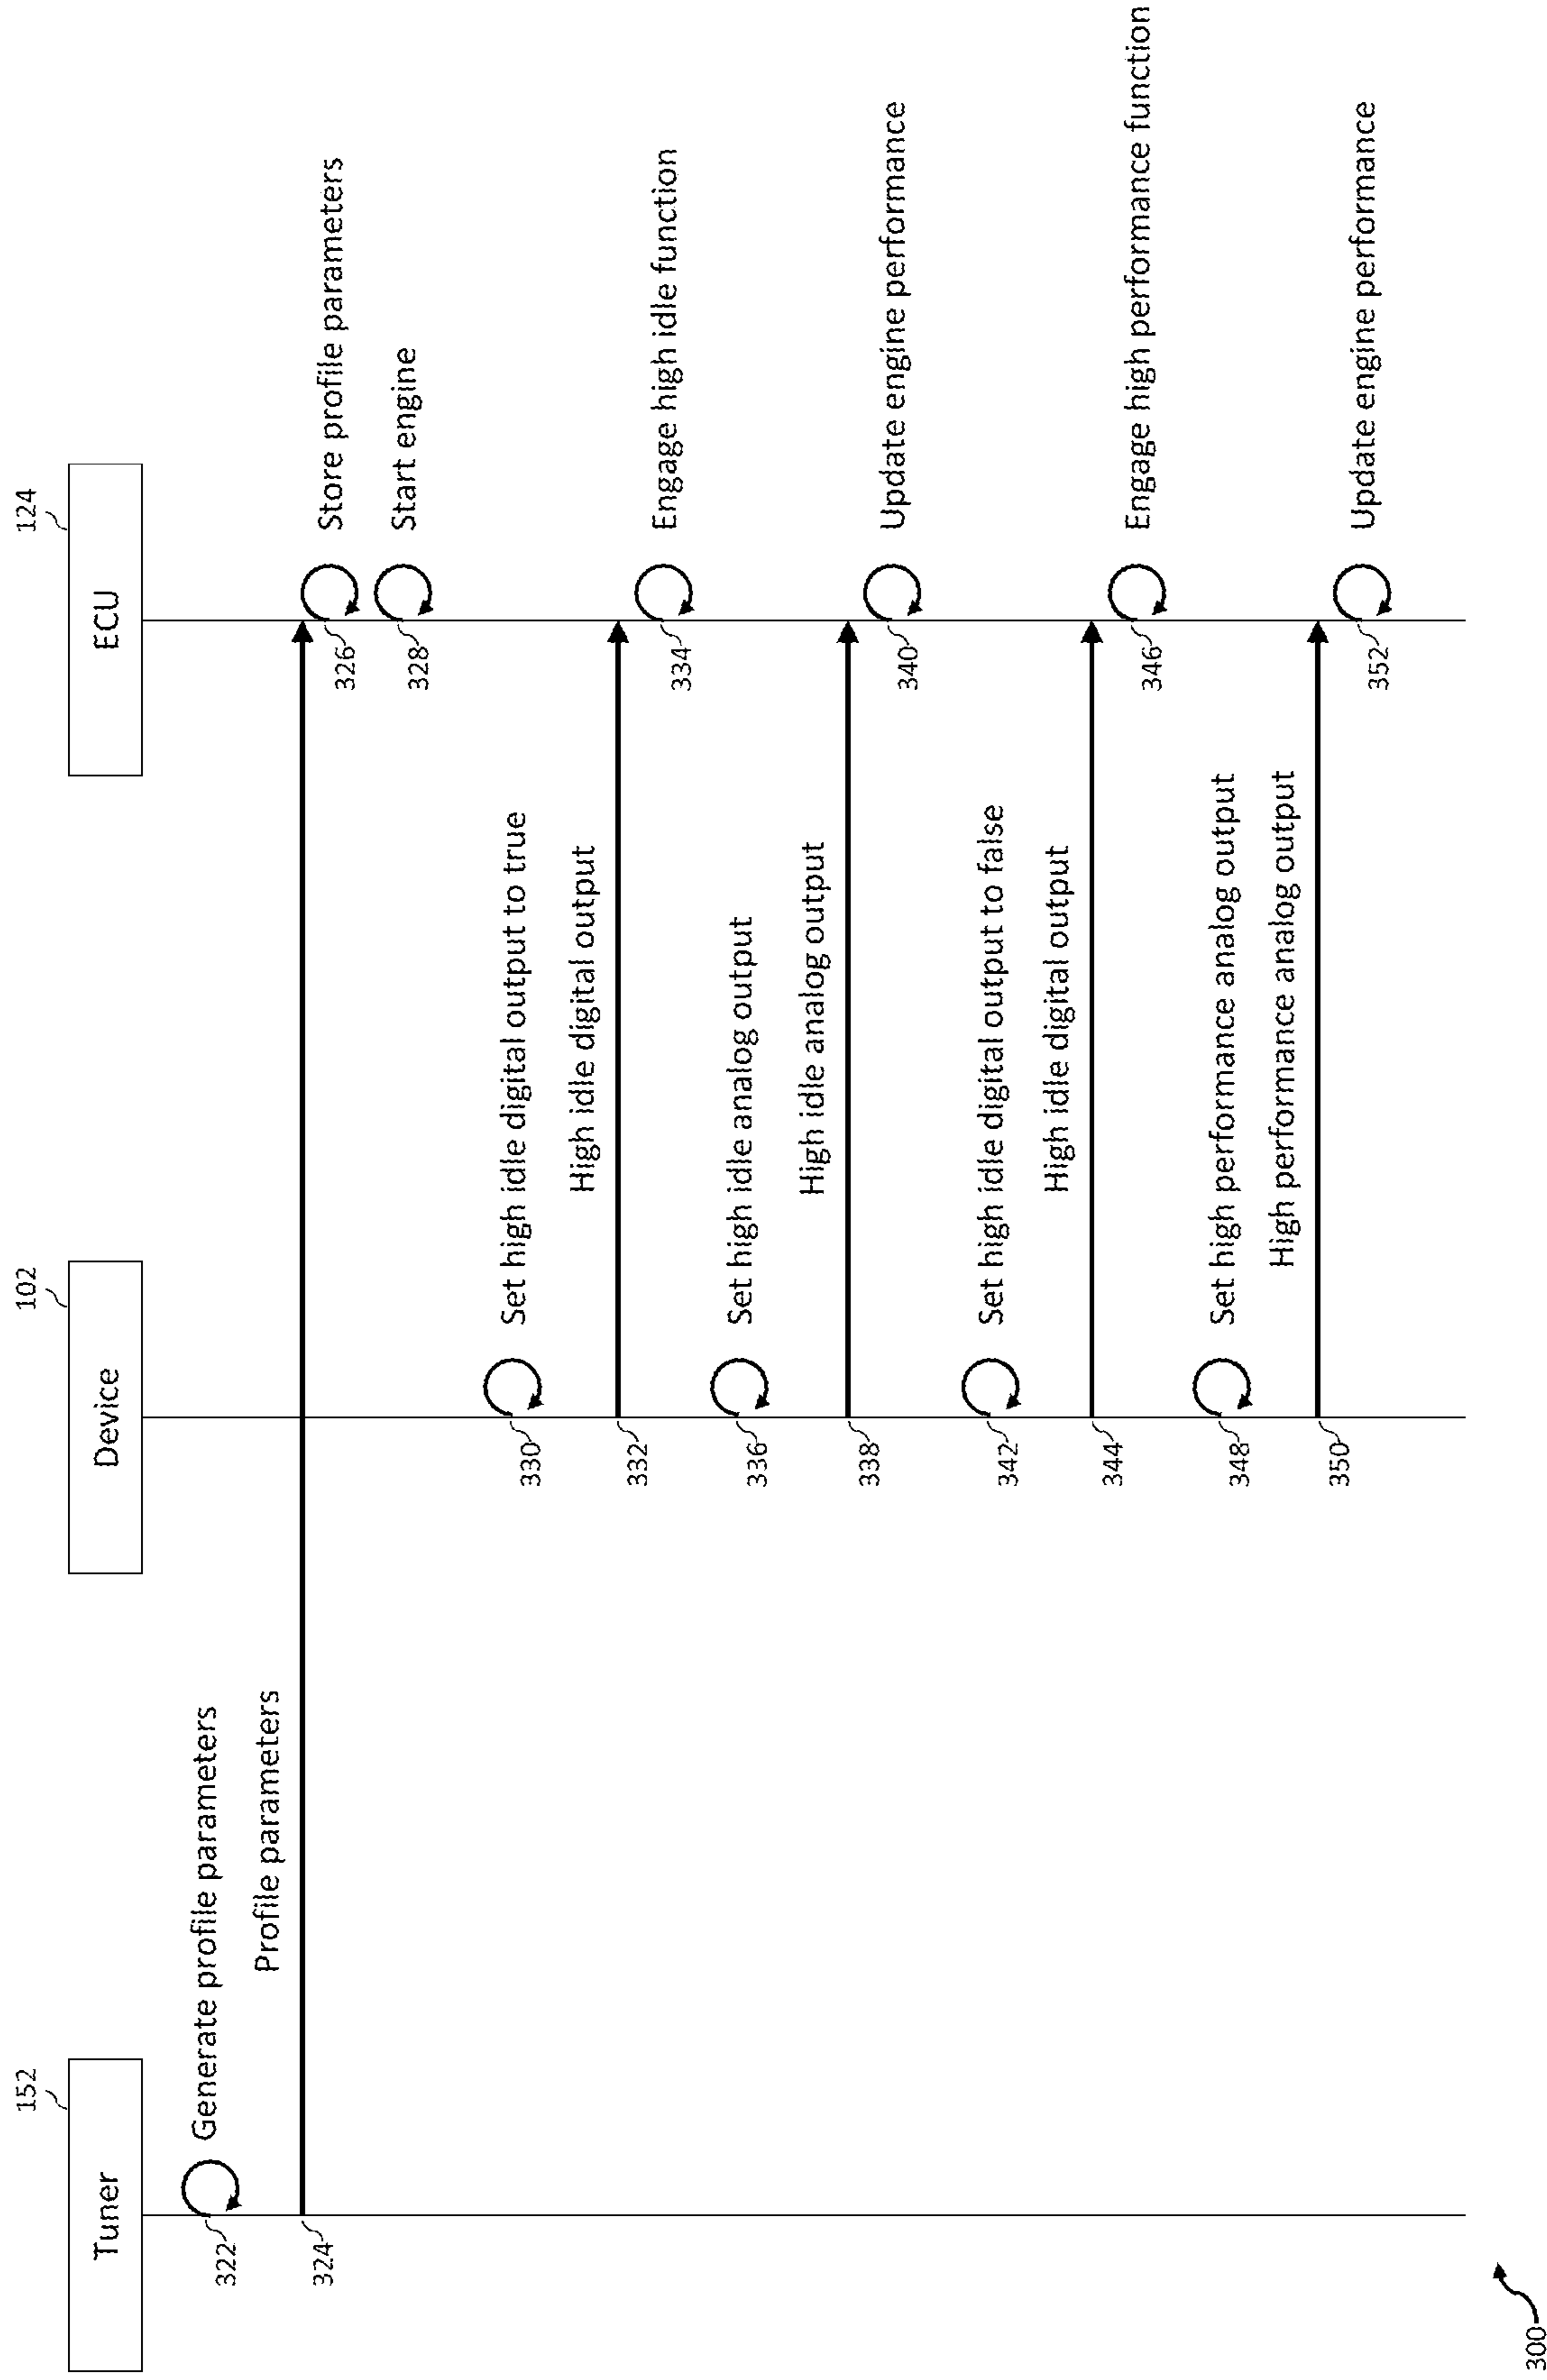 152
102
124
Tuner
Device
ECU
322
Generate profile parameters
324
Profile parameters
326
Store profile parameters
328
Start engine
330
Set high idle digital output to true
332
High idle digital output
334
Engage high idle function
336
Set high idle analog output
338
High idle analog output
340
Update engine performance
342
Set high idle digital output to false
344
High idle digital output
346
Engage high performance function
348
Set high performance analog output
350
High performance analog output
352
Update engine performance
300